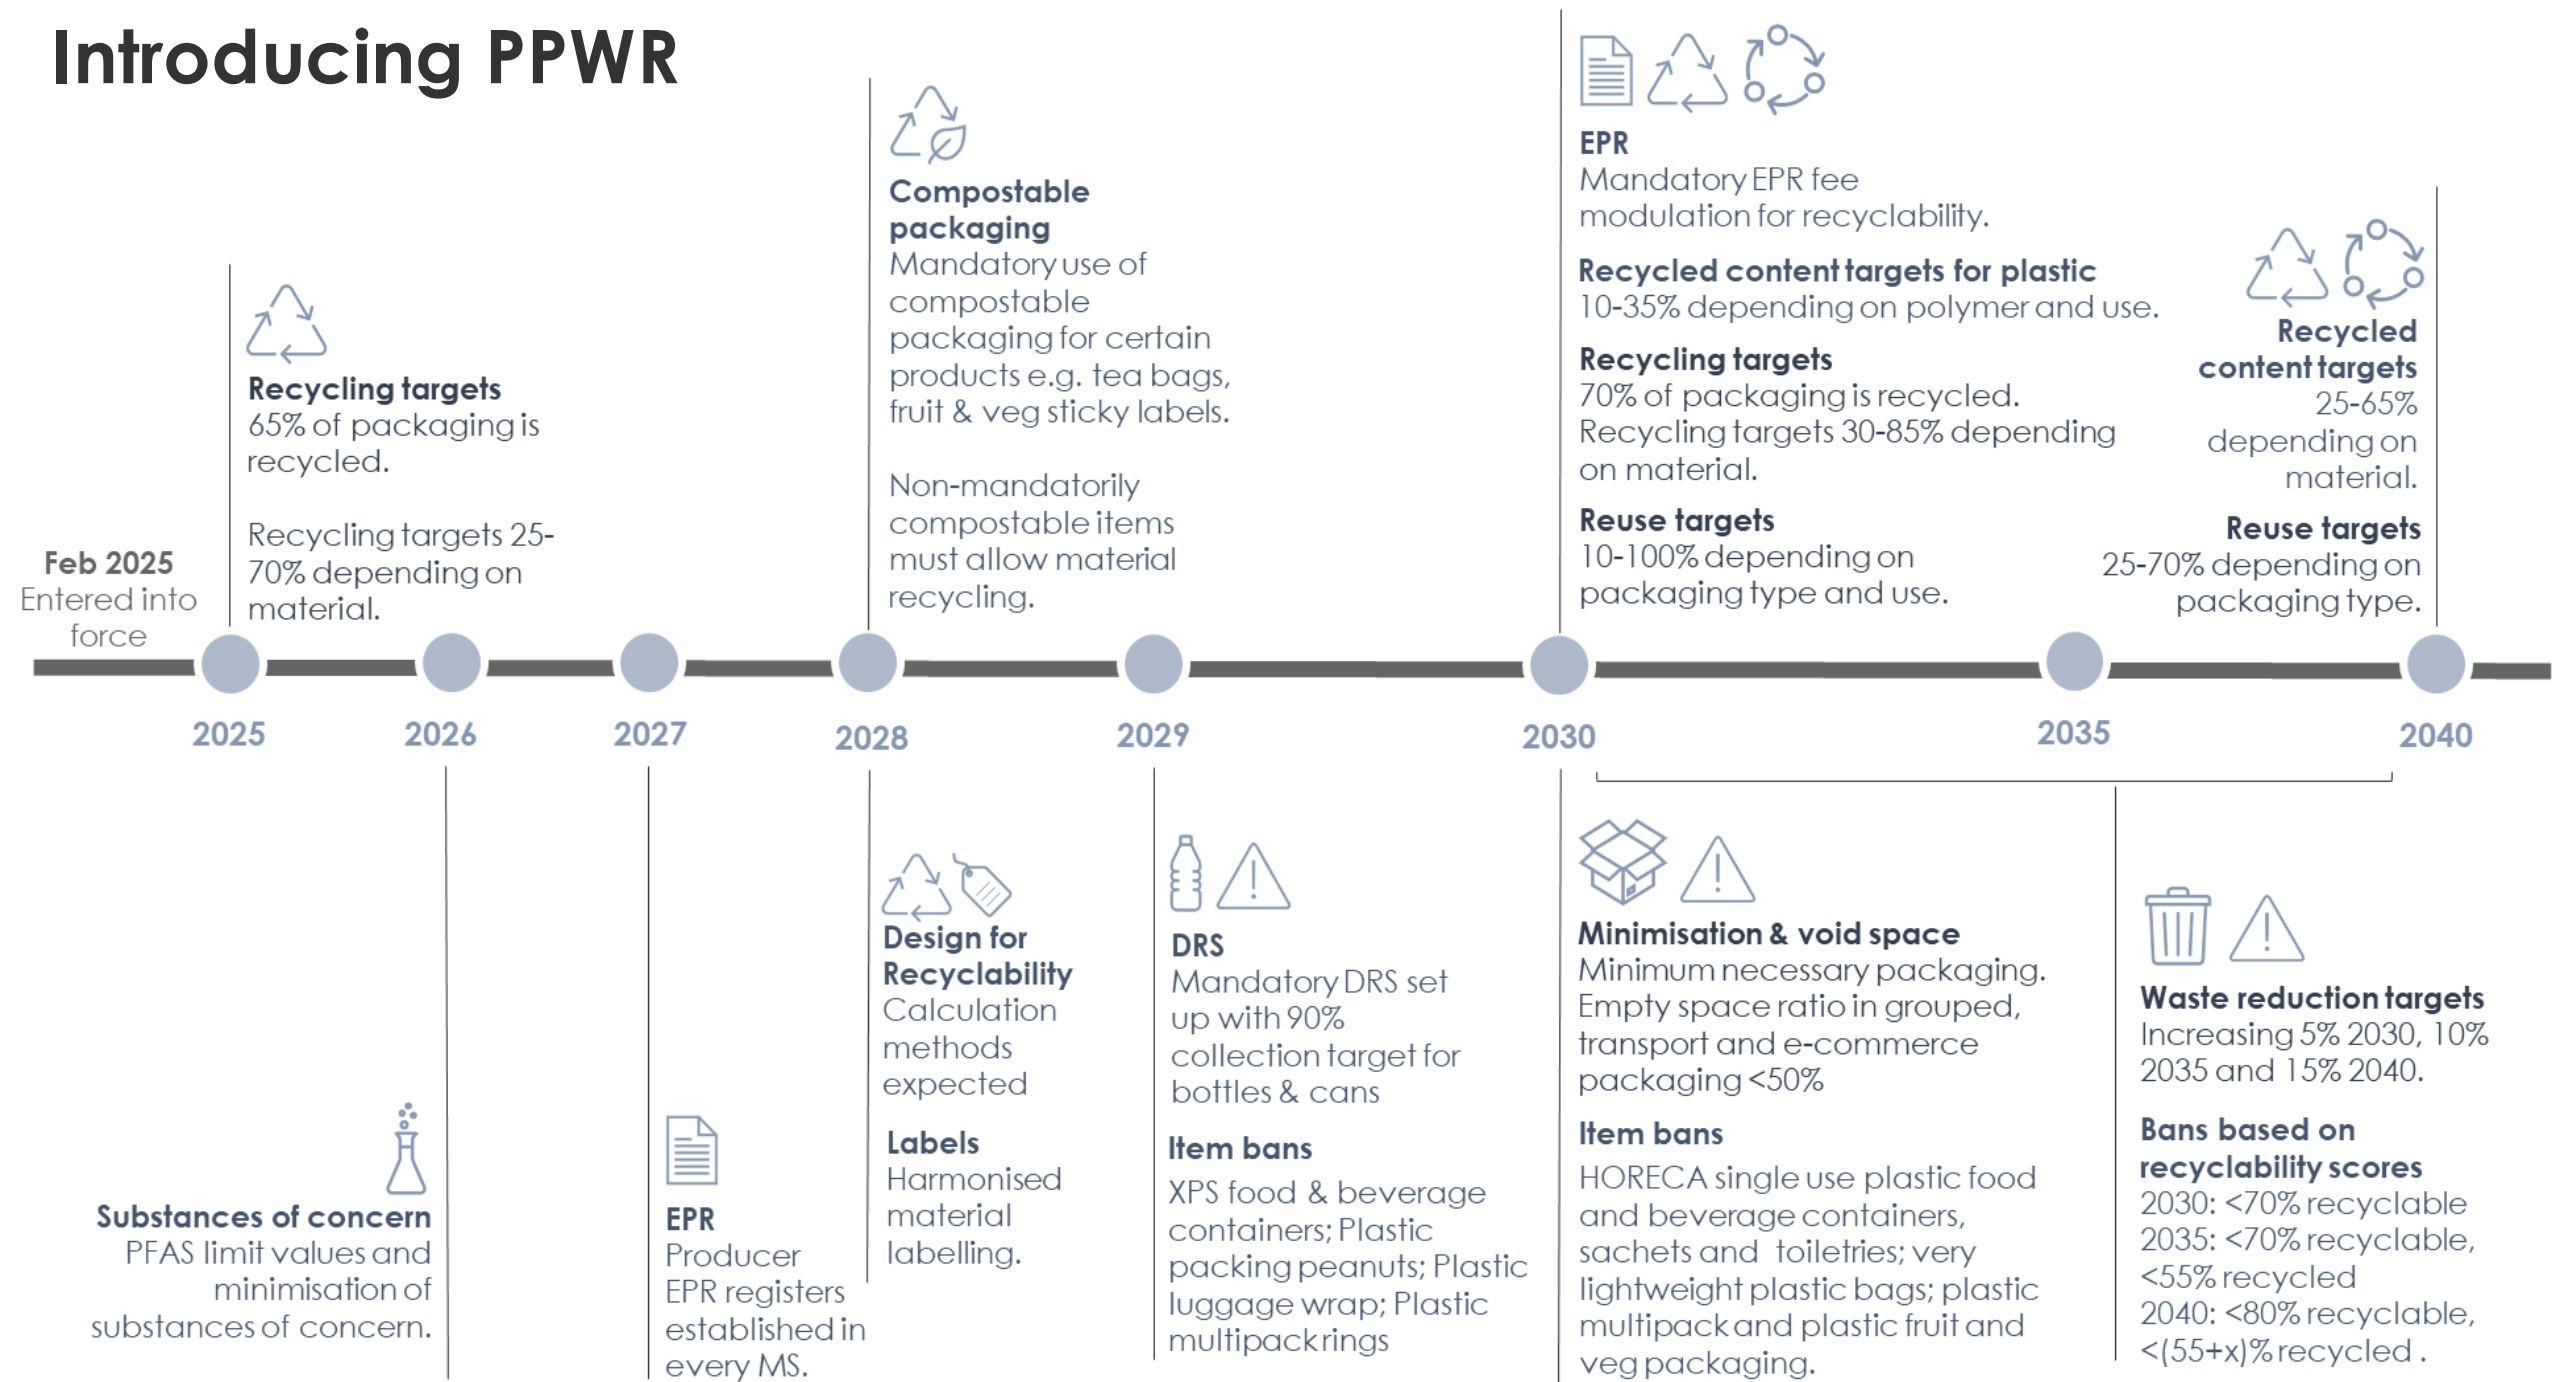 Introducing PPWR
Feb 2025
Entered into
force
Recycling targets
65% of packaging is
recycled.
Recycling targets 25-
70% depending on
material.
Compostable
packaging
Mandatory use of
compostable
packaging for certain
products e.g. tea bags,
fruit & veg sticky labels.
Non-mandatorily
compostable items
must allow material
recycling.
EPR
Mandatory EPR fee
modulation for recyclability.
Recycled content targets for plastic
10-35% depending on polymer and use.
Recycling targets
70% of packaging is recycled.
Recycling targets 30-85% depending
on material.
Reuse targets
10-100% depending on
packaging type and use.
Recycled
content targets
25-65%
depending on
material.
Reuse targets
25-70% depending on
packaging type.
2025
2026
2027
2028
2029
2030
2035
2040
Substances of concern
PFAS limit values and
minimisation of
substances of concern.
EPR
Producer
EPR registers
established in
every MS.
Design for
Recyclability
Calculation
methods
expected
Labels
Harmonised
material
labelling.
DRS
Mandatory DRS set
up with 90%
collection target for
bottles & cans
Item bans
XPS food & beverage
containers; Plastic
packing peanuts; Plastic
luggage wrap; Plastic
multipack rings
Minimisation & void space
Minimum necessary packaging.
Empty space ratio in grouped,
transport and e-commerce
packaging <50%
Item bans
HORECA single use plastic food
and beverage containers,
sachets and toiletries; very
lightweight plastic bags; plastic
multipack and plastic fruit and
veg packaging.
Waste reduction targets
Increasing 5% 2030, 10%
2035 and 15% 2040.
Bans based on
recyclability scores
2030: <70% recyclable
2035: <70% recyclable,
<55% recycled
2040: <80% recyclable,
<(55+x)% recycled .